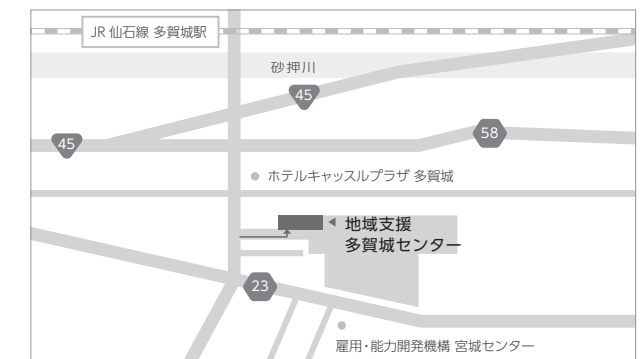 JR 仙石線 多賀城駅
砂押川
45
45
58
ホテルキャッスルプラザ 多賀城
地域支援
多賀城センター
23
雇用・能力開発機構 宮城センター